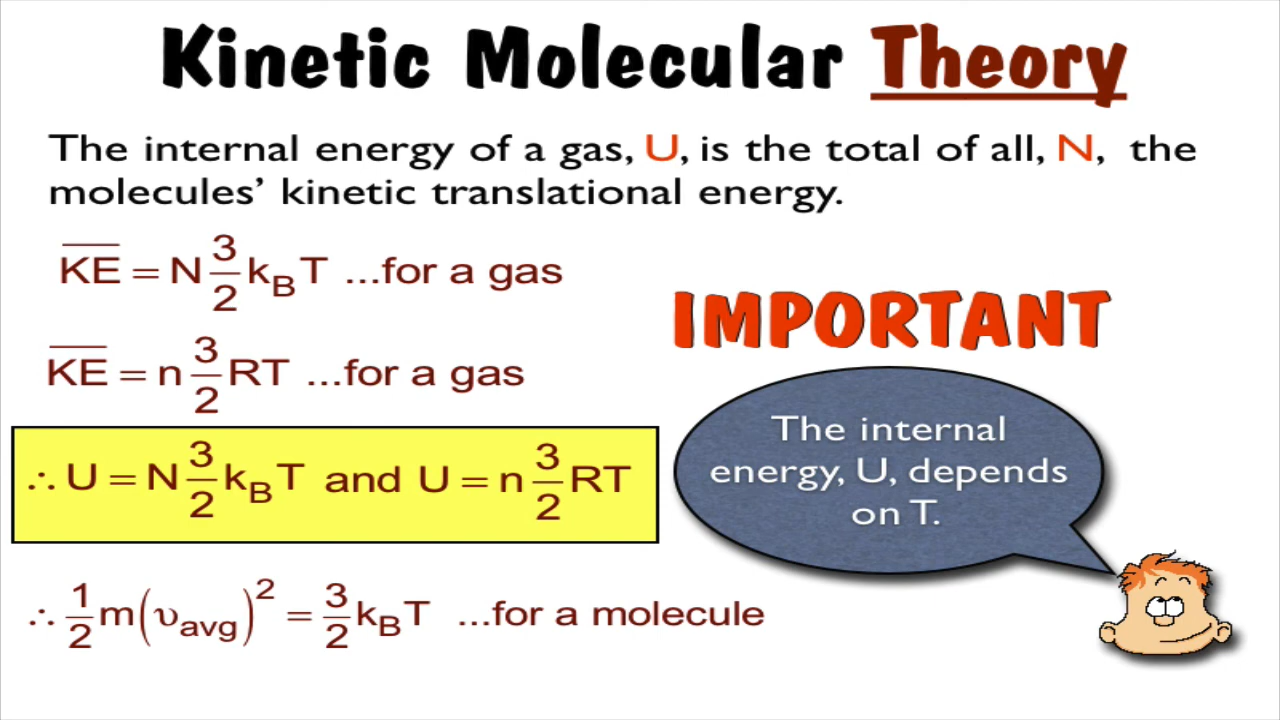 Kinetic Molecular Theory
The internal energy of a gas, U, is the total of all, N, the
molecules’ kinetic translational energy.
K̅E̅ = N 3/2 k_B T ...for a gas
IMPORTANT
K̅E̅ = n 3/2 RT ...for a gas
The internal
energy, U, depends
on T.
∴ U = N 3/2 k_B T and U = n 3/2 RT
∴ 1/2 m(υ_avg)² = 3/2 k_B T ...for a molecule